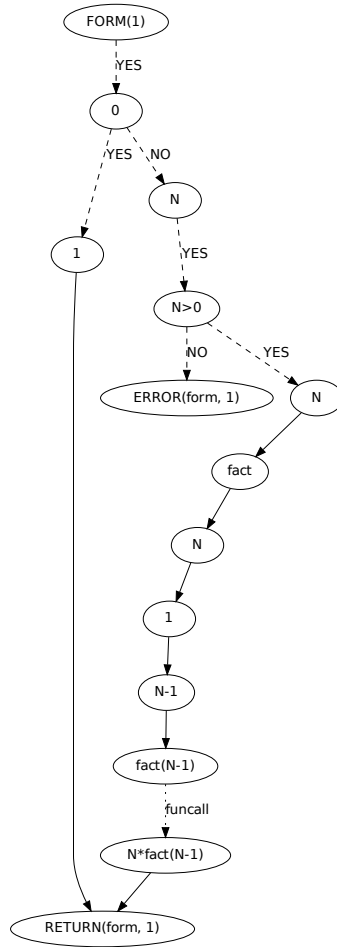 FORM(1)
YES
0
YES
NO
N
1
YES
N>0
NO
YES
ERROR(form, 1)
N
fact
N
1
N-1
fact(N-1)
funcall
N*fact(N-1)
RETURN(form, 1)